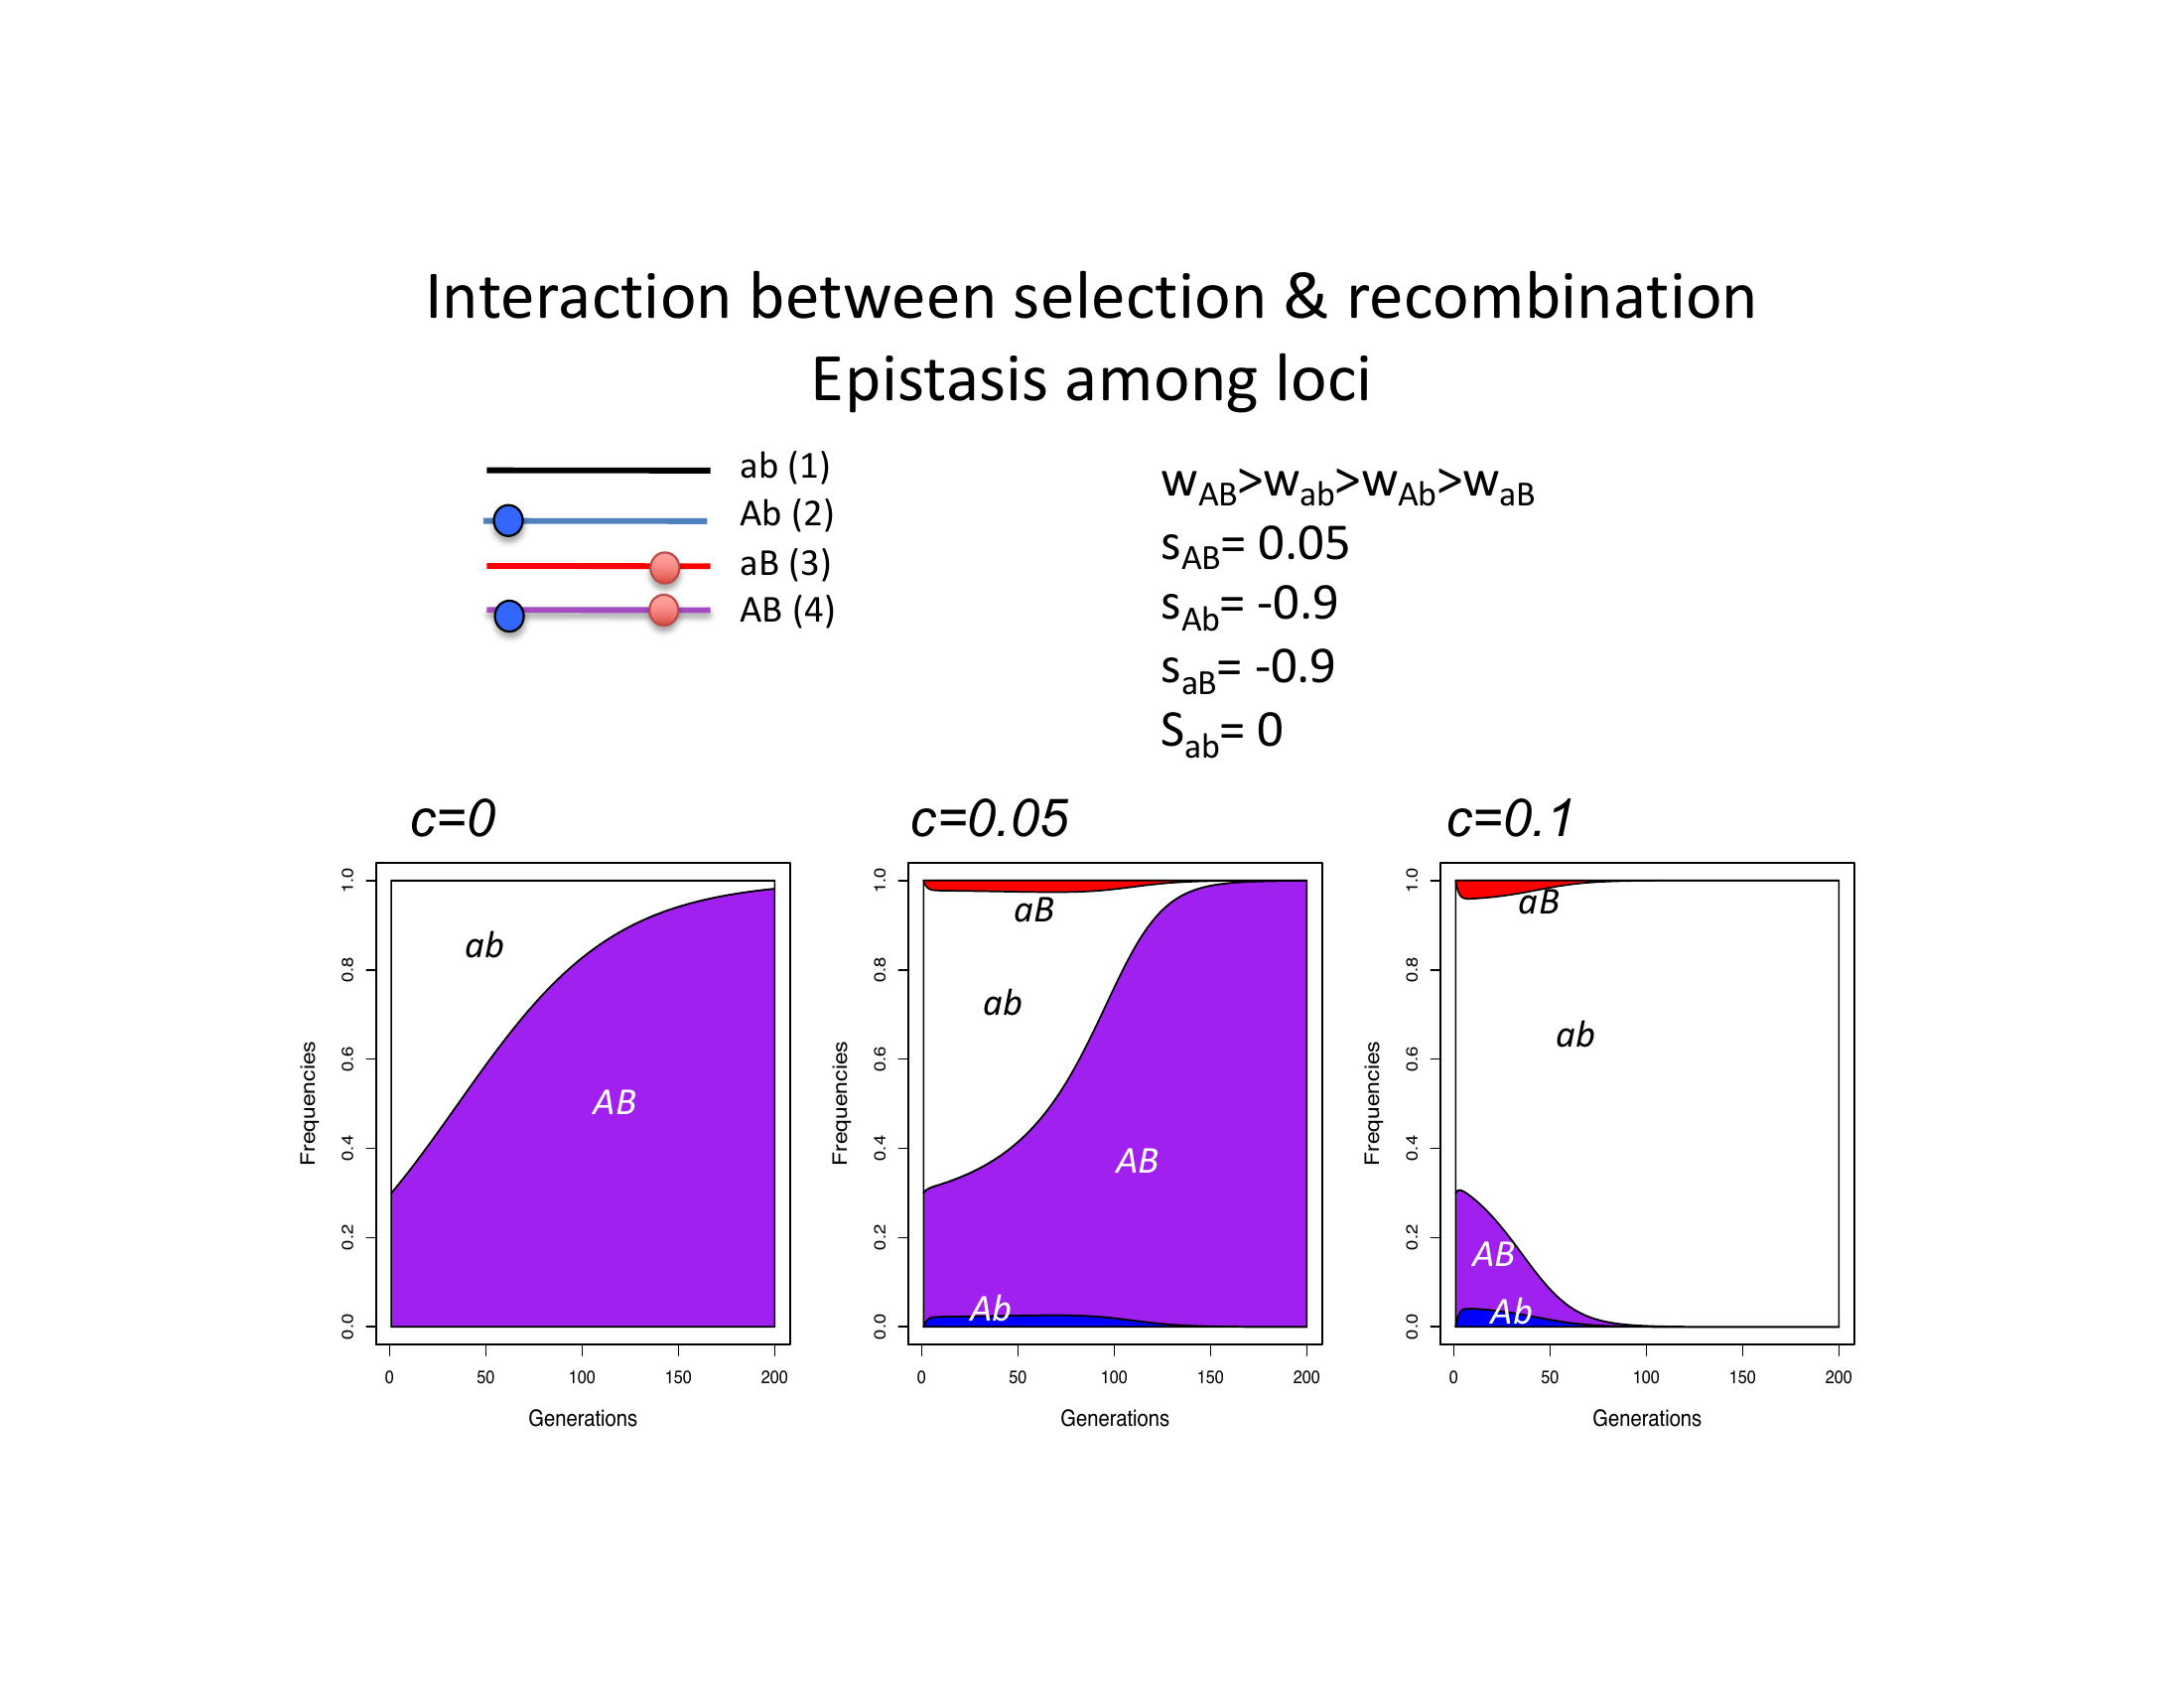 Interaction between selection & recombination
Epistasis among loci
ab (1)
Ab (2)
aB (3)
AB (4)
wAB>wab>wAb>waB
sAB= 0.05
sAb= -0.9
saB= -0.9
Sab= 0
c=0
1.0
0.8
0.6
0.4
0.2
0.0
Frequencies
ab
AB
0 50 100 150 200
Generations
c=0.05
1.0
0.8
0.6
0.4
0.2
0.0
Frequencies
aB
ab
AB
Ab
0 50 100 150 200
Generations
c=0.1
1.0
0.8
0.6
0.4
0.2
0.0
Frequencies
aB
ab
AB
Ab
0 50 100 150 200
Generations